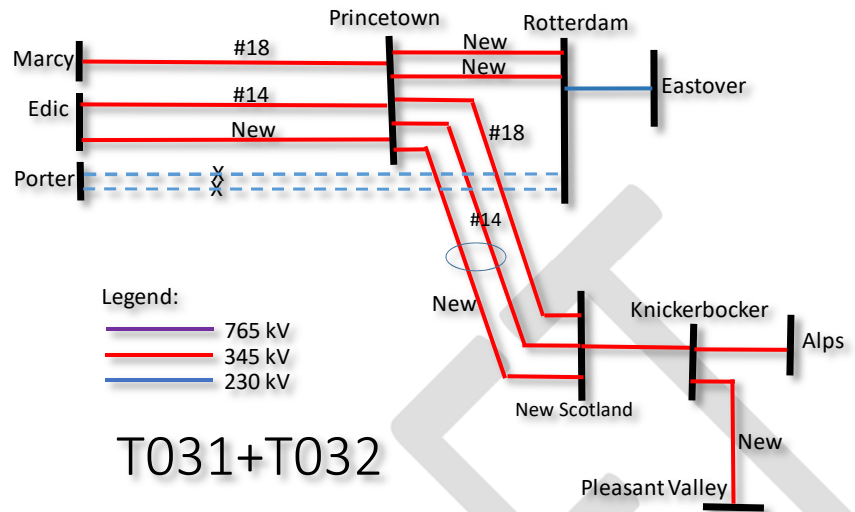 Princetown
Rotterdam
Marcy
#18
New
New
Eastover
Edic
#14
New
#18
Porter
X
X
#14
New
Legend:
765 kV
345 kV
230 kV
Knickerbocker
Alps
New Scotland
New
T031+T032
Pleasant Valley